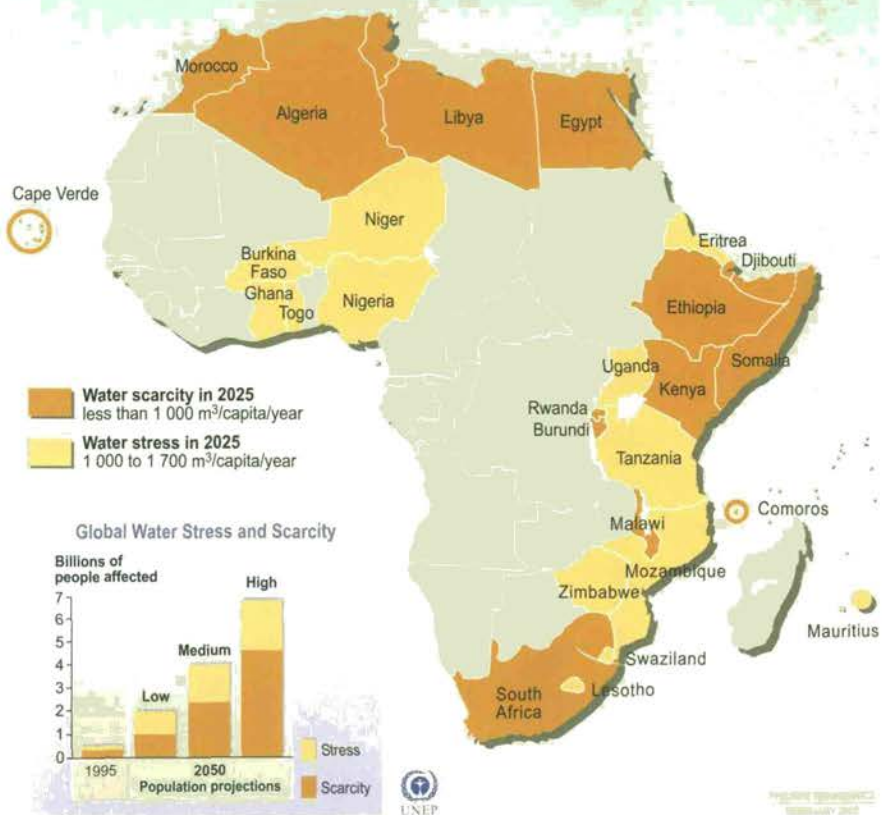 Morocco
Algeria
Libya
Egypt
Cape Verde
Niger
Burkina
Faso
Ghana
Togo
Nigeria
Eritrea
Djibouti
Ethiopia
Somalia
Uganda
Kenya
Rwanda
Burundi
Tanzania
Comoros
Malawi
Mozambique
Zimbabwe
Mauritius
Swaziland
Lesotho
South
Africa
Water scarcity in 2025
less than 1 000 m³/capita/year
Water stress in 2025
1 000 to 1 700 m³/capita/year
Global Water Stress and Scarcity
Billions of
people affected
High
7
6
Medium
5
4
Low
3
2
1
0
Stress
Scarcity
1995
2050
Population projections
UNEP
FEBRUARY 2002